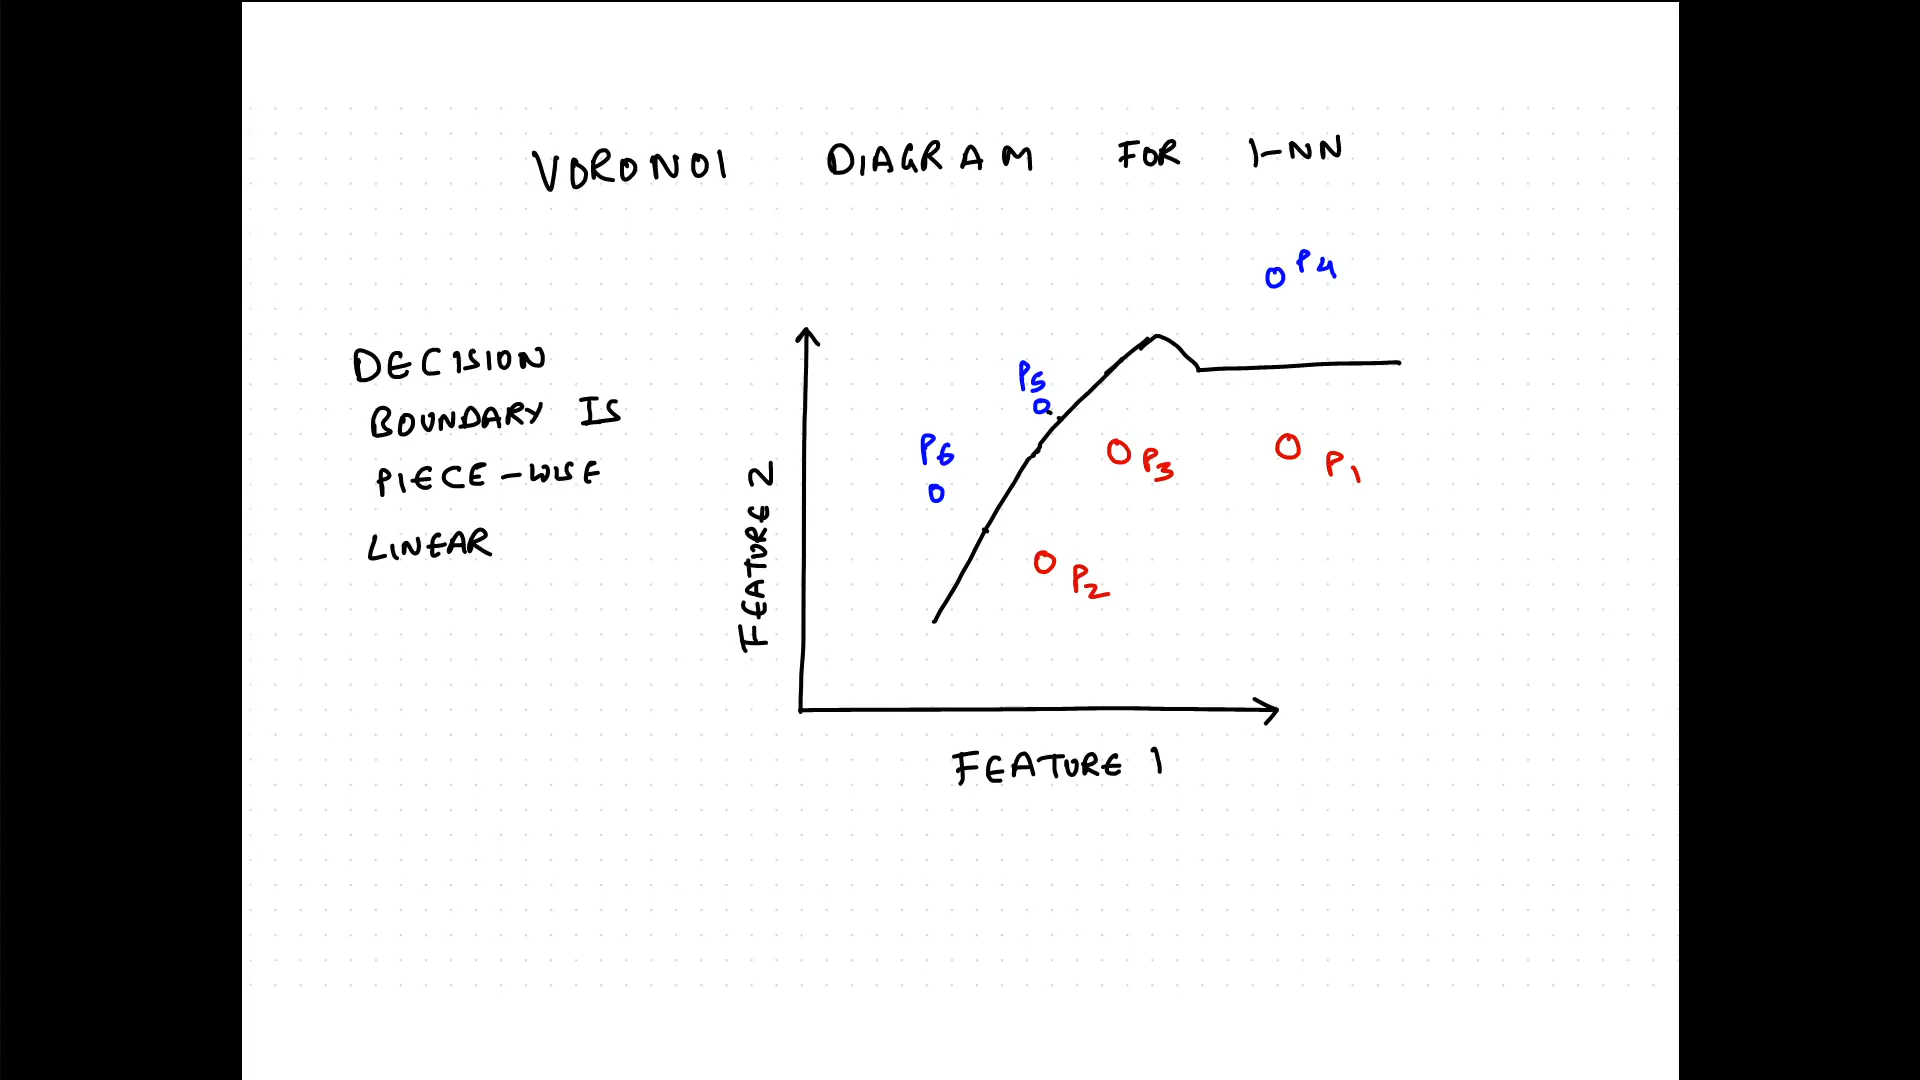 VORONOI DIAGRAM FOR 1-NN
P4
DECISION
BOUNDARY IS
PIECE-WISE
LINEAR
P5
P6
P3
P1
P2
FEATURE 2
FEATURE 1